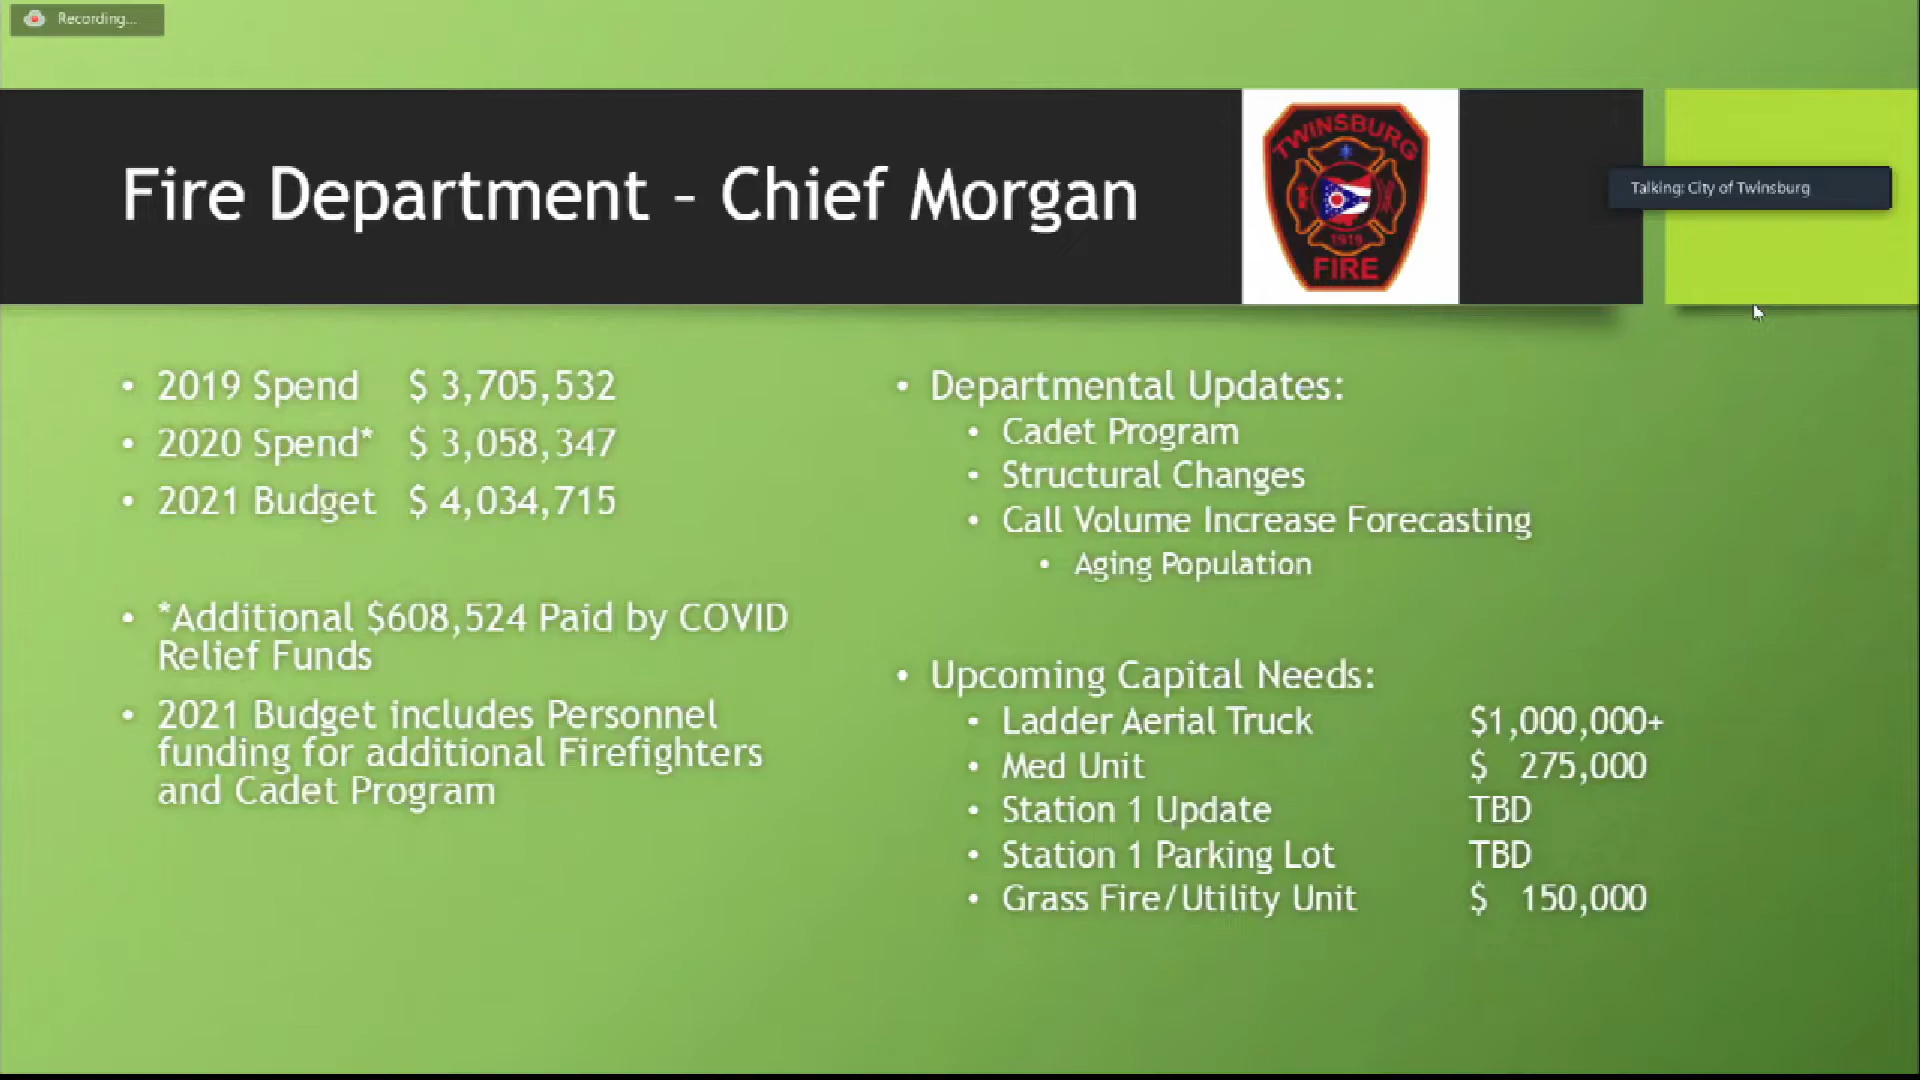 Recording...
Fire Department – Chief Morgan
TWINSBURG
1919
FIRE
Talking: City of Twinsburg
• 2019 Spend $ 3,705,532
• 2020 Spend* $ 3,058,347
• 2021 Budget $ 4,034,715
• *Additional $608,524 Paid by COVID
Relief Funds
• 2021 Budget includes Personnel
funding for additional Firefighters
and Cadet Program
• Departmental Updates:
• Cadet Program
• Structural Changes
• Call Volume Increase Forecasting
• Aging Population
• Upcoming Capital Needs:
• Ladder Aerial Truck $1,000,000+
• Med Unit $ 275,000
• Station 1 Update TBD
• Station 1 Parking Lot TBD
• Grass Fire/Utility Unit $ 150,000